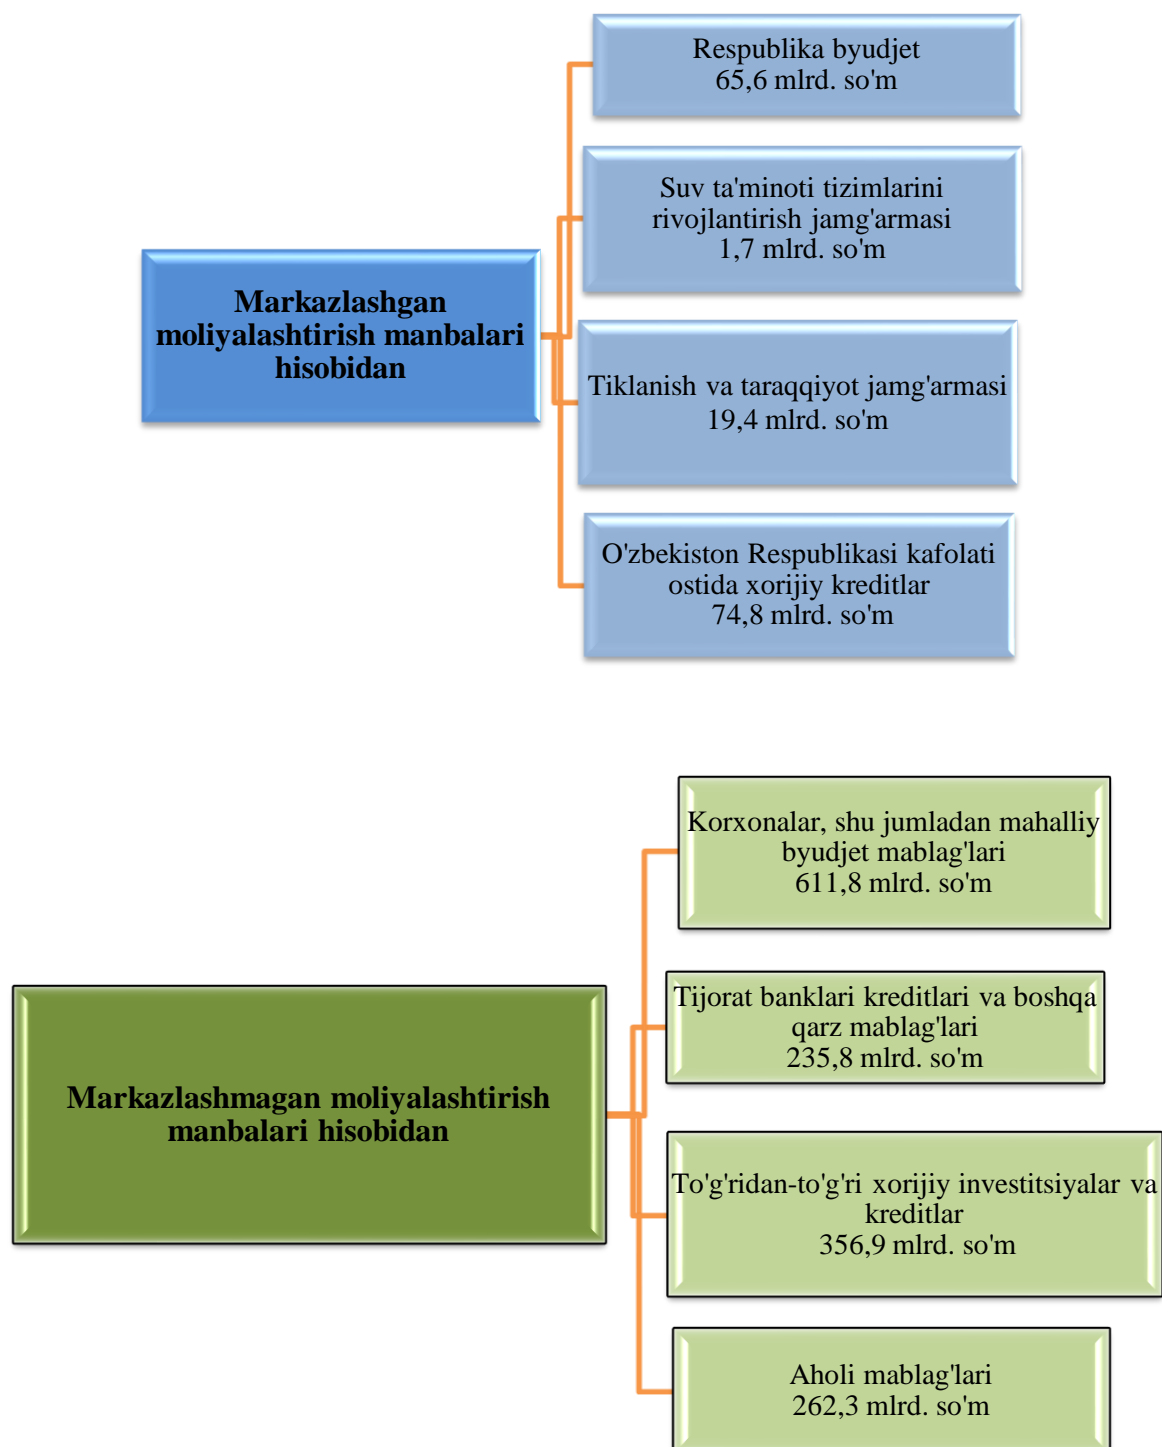 Respublika byudjet
65,6 mlrd. so'm
Suv ta'minoti tizimlarini
rivojlantirish jamg'armasi
1,7 mlrd. so'm
Markazlashgan
moliyalashtirish manbalari
hisobidan
Tiklanish va taraqqiyot jamg'armasi
19,4 mlrd. so'm
O'zbekiston Respublikasi kafolati
ostida xorijiy kreditlar
74,8 mlrd. so'm
Korxonalar, shu jumladan mahalliy
byudjet mablag'lari
611,8 mlrd. so'm
Tijorat banklari kreditlari va boshqa
qarz mablag'lari
235,8 mlrd. so'm
Markazlashmagan moliyalashtirish
manbalari hisobidan
To'g'ridan-to'g'ri xorijiy investitsiyalar va
kreditlar
356,9 mlrd. so'm
Aholi mablag'lari
262,3 mlrd. so'm